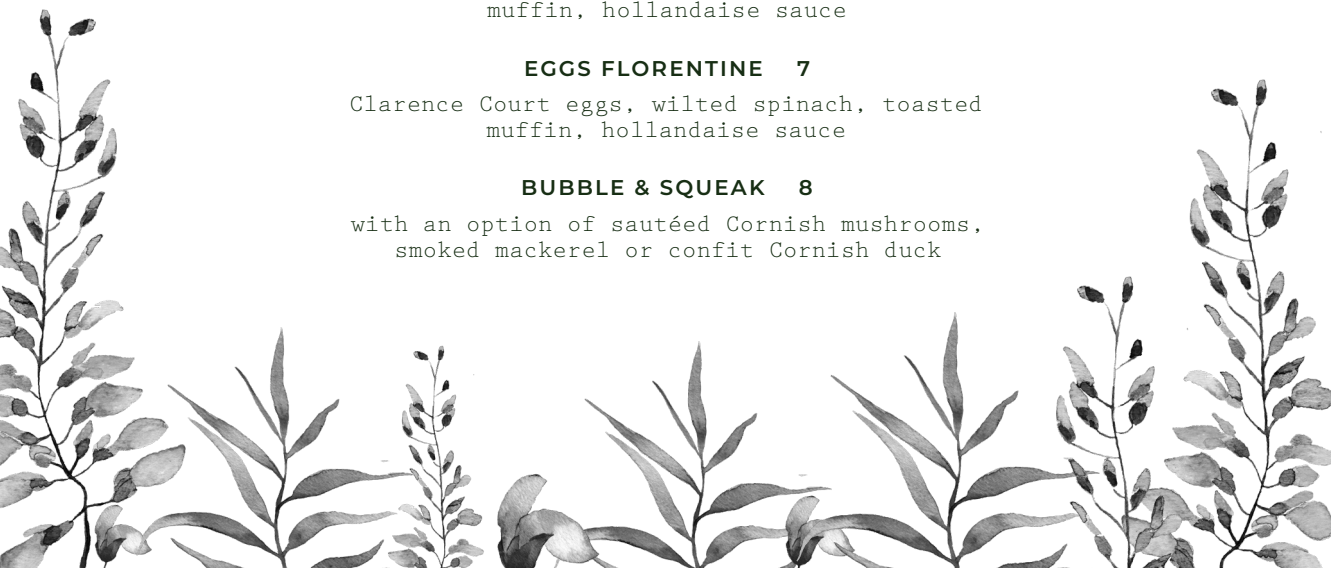 muffin, hollandaise sauce
EGGS FLORENTINE 7
Clarence Court eggs, wilted spinach, toasted
muffin, hollandaise sauce
BUBBLE & SQUEAK 8
with an option of sautéed Cornish mushrooms,
smoked mackerel or confit Cornish duck